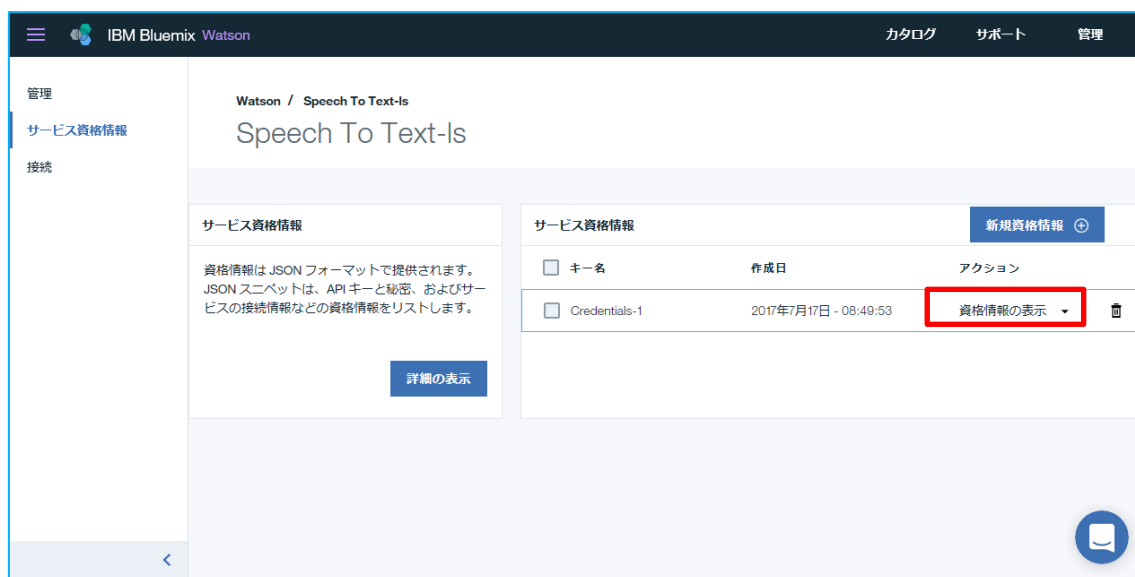 IBM Bluemix Watson
カタログ サポート 管理
管理
サービス資格情報
接続
Watson / Speech To Text-ls
Speech To Text-ls
サービス資格情報
資格情報は JSON フォーマットで提供されます。
JSON スニペットは、API キーと秘密、およびサー
ビスの接続情報などの資格情報をリストします。
詳細の表示
サービス資格情報
新規資格情報
キー名 作成日 アクション
Credentials-1 2017年7月17日 - 08:49:53 資格情報の表示